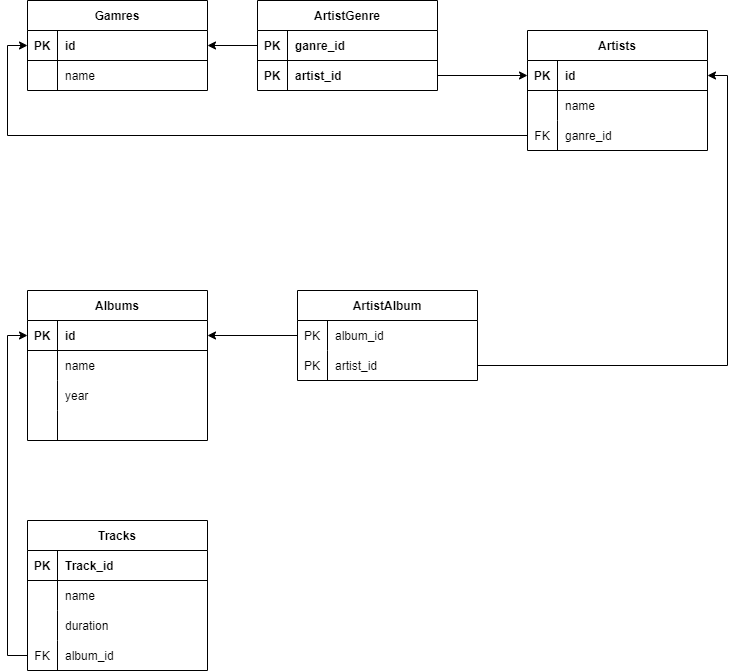 Gamres
PK id
name
ArtistGenre
PK ganre_id
PK artist_id
Artists
PK id
name
FK ganre_id
Albums
PK id
name
year
ArtistAlbum
PK album_id
PK artist_id
Tracks
PK Track_id
name
duration
FK album_id